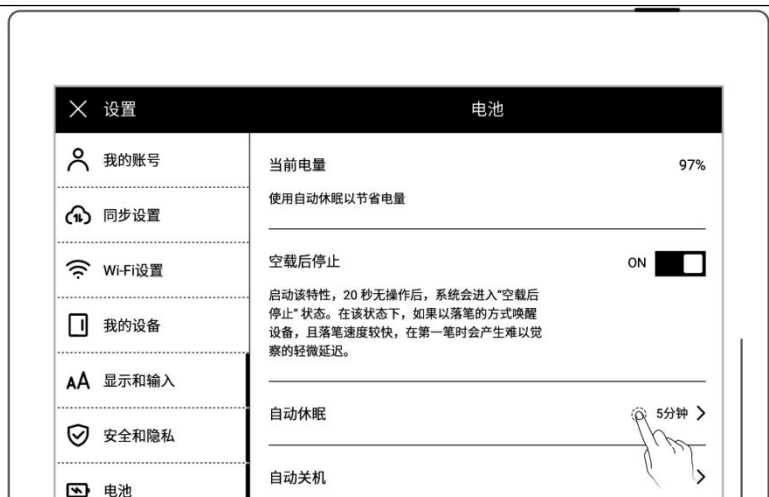 设置
电池
我的账号
同步设置
Wi-Fi设置
我的设备
显示和输入
安全和隐私
电池
当前电量 97%
使用自动休眠以节省电量
空载后停止 ON
启动该特性，20 秒无操作后，系统会进入“空载后
停止” 状态。在该状态下，如果以落笔的方式唤醒
设备，且落笔速度较快，在第一笔时会产生难以觉
察的轻微延迟。
自动休眠 5分钟
自动关机